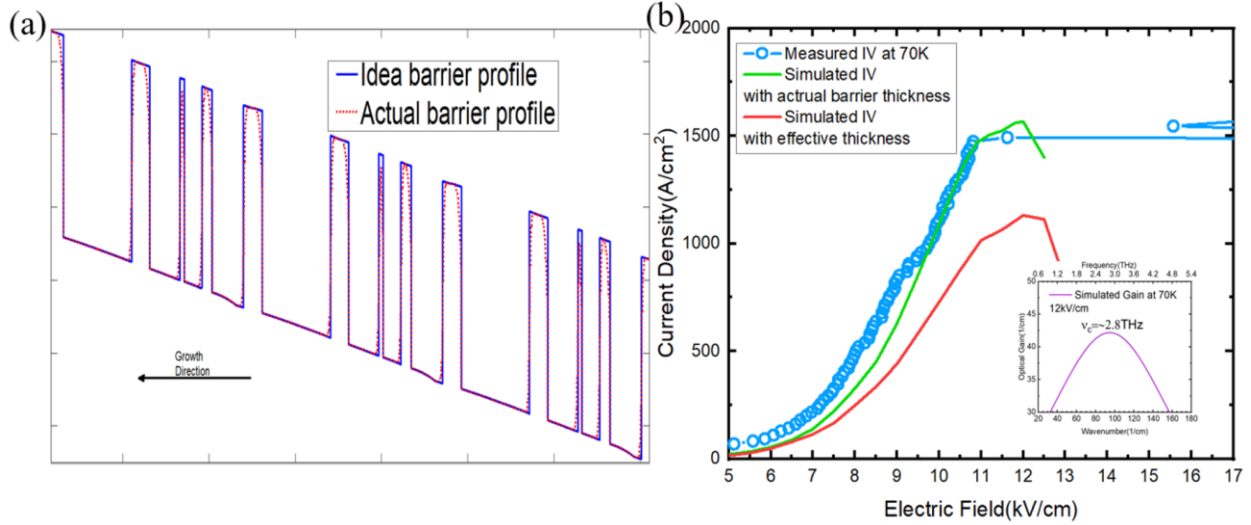 (a)
Idea barrier profile
Actual barrier profile
Growth
Direction
(b)
2000
1500
1000
500
0
Current Density(A/cm²)
Measured IV at 70K
Simulated IV
with actrual barrier thickness
Simulated IV
with effective thickness
Frequency(THz)
0.6 1.2 1.8 2.4 3.0 3.6 4.2 4.8 5.4
50
45
40
35
30
Optical Gain(1/cm)
Simulated Gain at 70K
12kV/cm
νc=~2.8THz
20 40 60 80 100 120 140 160 180
Wavenumber(1/cm)
5 6 7 8 9 10 11 12 13 14 15 16 17
Electric Field(kV/cm)